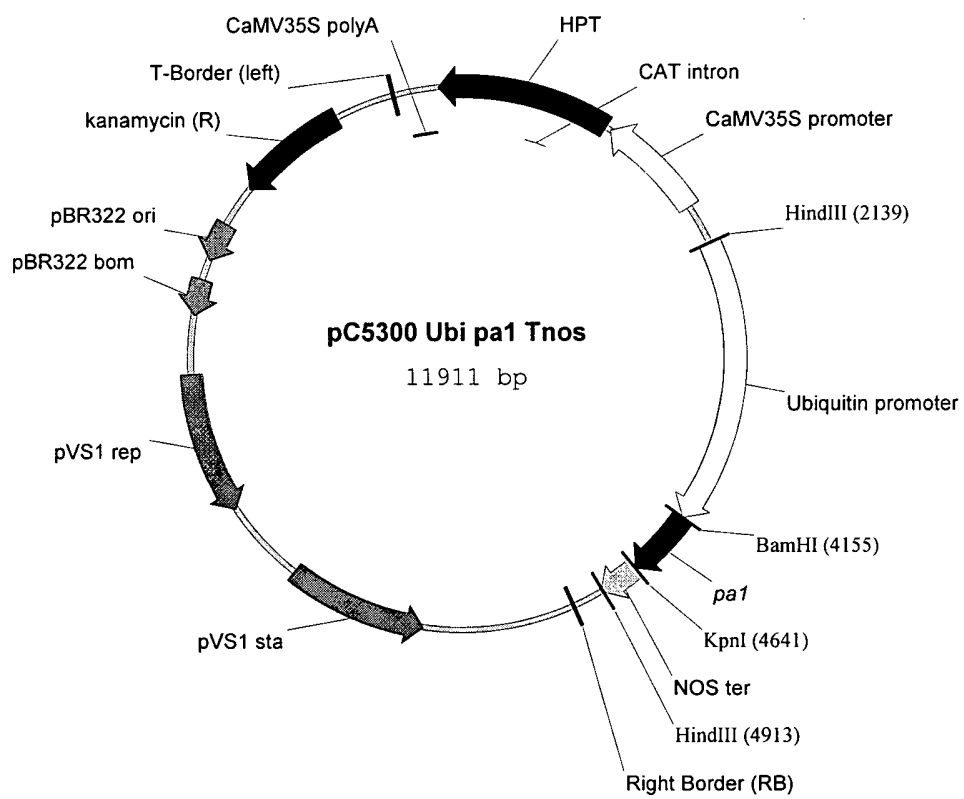 CaMV35S polyA
HPT
T-Border (left)
CAT intron
kanamycin (R)
CaMV35S promoter
pBR322 ori
HindIII (2139)
pBR322 bom
pC5300 Ubi pa1 Tnos
11911 bp
Ubiquitin promoter
pVS1 rep
BamHI (4155)
pa1
pVS1 sta
KpnI (4641)
NOS ter
HindIII (4913)
Right Border (RB)